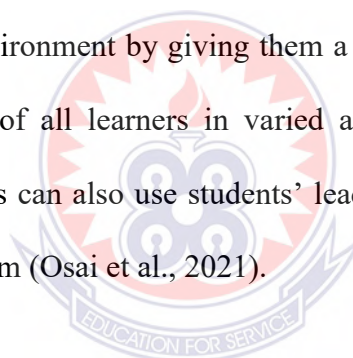 ironment by giving them a
of all learners in varied a
s can also use students’ lead
m (Osai et al., 2021).
EDUCATION FOR SERVICE